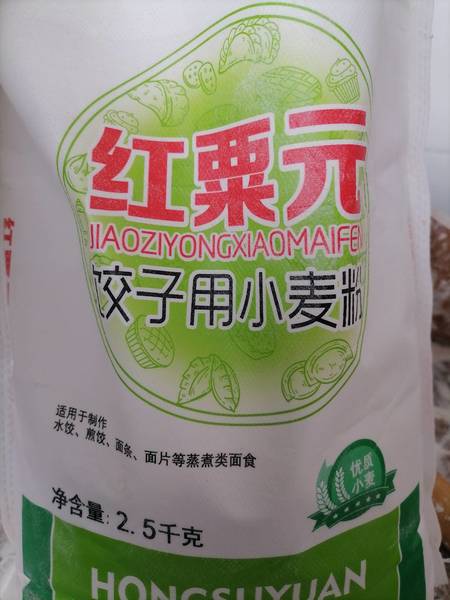 红粟元
JIAOZIYONGXIAOMAIFEN
饺子用小麦粉
适用于制作
水饺、煎饺、面条、面片等蒸煮类面食
优质
小麦
净含量: 2.5千克
HONGSUYUAN
红